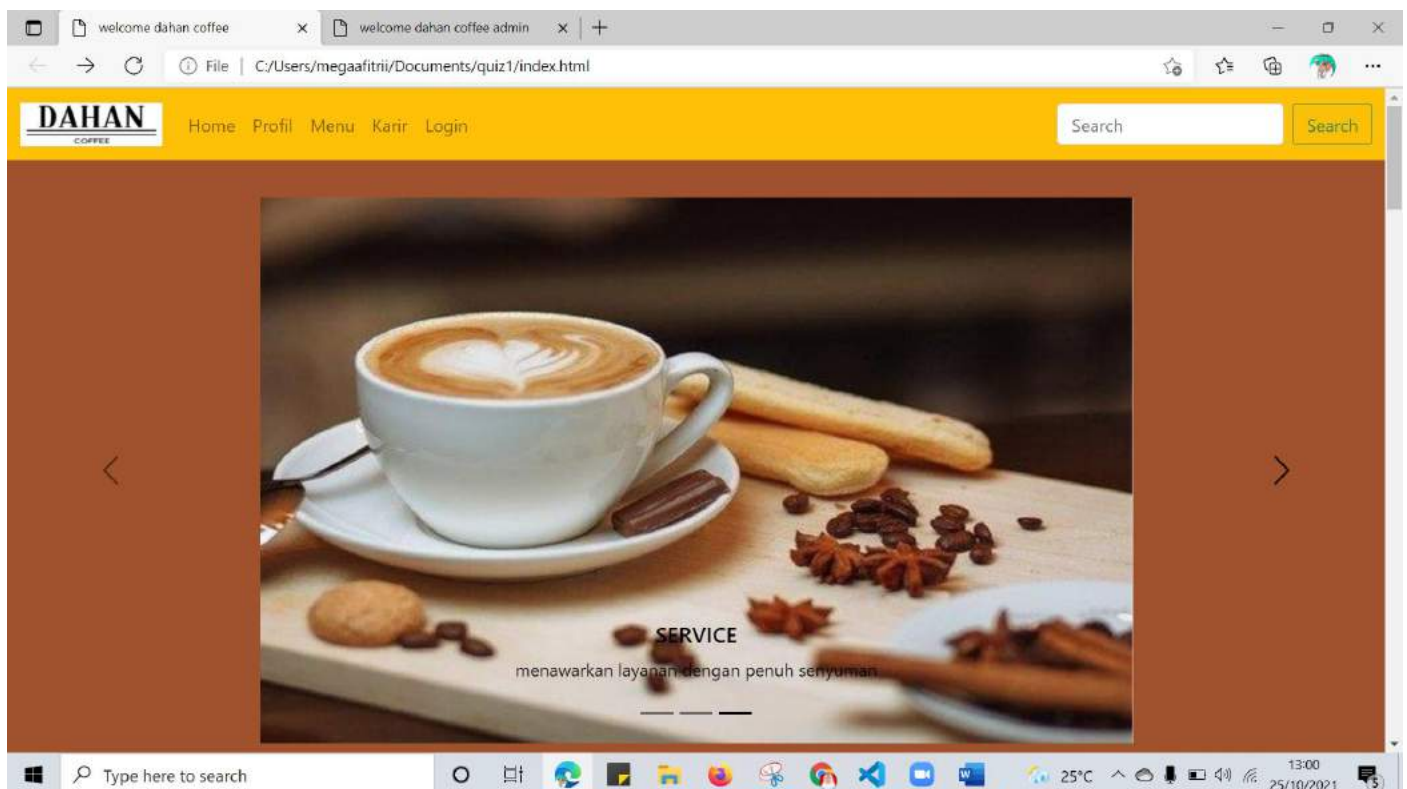 welcome dahan coffee
welcome dahan coffee admin
File | C:/Users/megaafitrii/Documents/quiz1/index.html
DAHAN
COFFEE
Home Profil Menu Karir Login
Search
Search
SERVICE
menawarkan layanan dengan penuh senyuman
Type here to search
25°C
13:00
25/10/2021
5